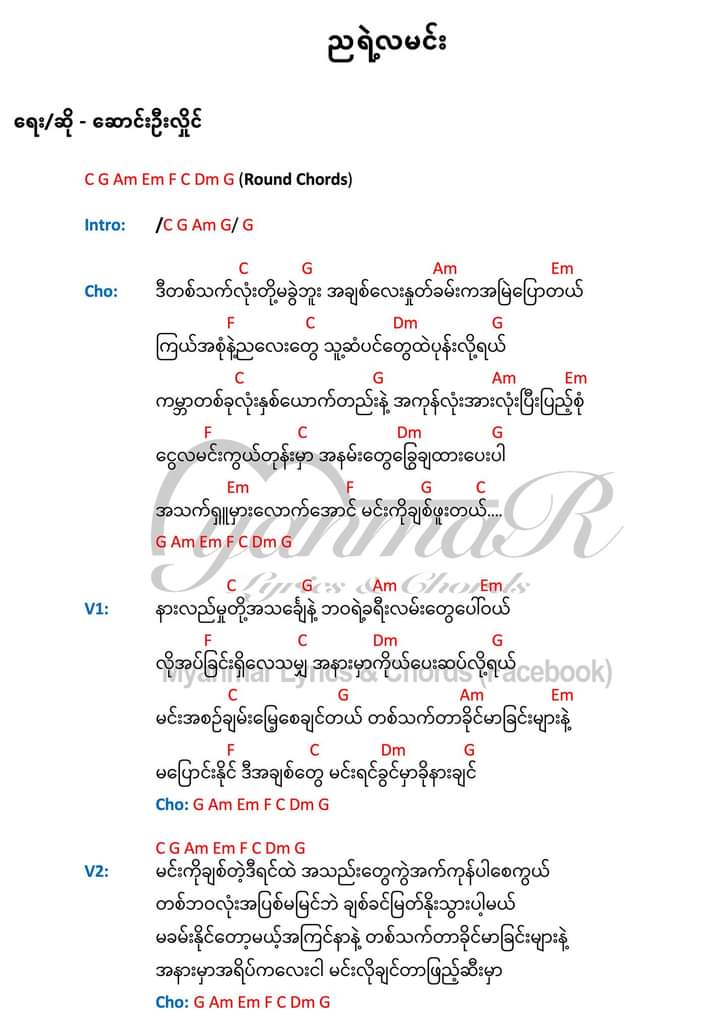 ညရဲ့လမင်း
ရေး/ဆို - ဆောင်းဦးလှိုင်
C G Am Em F C Dm G (Round Chords)
Intro: /C G Am G/ G
C G Am Em
Cho: ဒီတစ်သက်လုံးတို့မခွဲဘူး အချစ်လေးနှုတ်ခမ်းကအမြဲပြောတယ်
F C Dm G
ကြယ်အစုံနဲ့ညလေးတွေ သူ့ဆံပင်တွေထဲပုန်းလို့ရယ်
C G Am Em
ကမ္ဘာတစ်ခုလုံးနှစ်ယောက်တည်းနဲ့ အကုန်လုံးအားလုံးပြီးပြည့်စုံ
F C Dm G
ငွေလမင်းကွယ်တုန်းမှာ အနမ်းတွေခြွေချထားပေးပါ
Em F G C
အသက်ရှူမှားလောက်အောင် မင်းကိုချစ်ဖူးတယ်....
G Am Em F C Dm G
MyanmaR
Lyrics & Chords
C G Am Em
V1: နားလည်မှုတို့အသင်္ချေနဲ့ ဘဝရဲ့ခရီးလမ်းတွေပေါ်ဝယ်
F C Dm G
လိုအပ်ခြင်းရှိလေသမျှ အနားမှာကိုယ်ပေးဆပ်လို့ရယ်
Myanmar Lyrics & Chords (Facebook)
C G Am Em
မင်းအစဉ်ချမ်းမြေ့စေချင်တယ် တစ်သက်တာခိုင်မာခြင်းများနဲ့
F C Dm G
မပြောင်းနိုင် ဒီအချစ်တွေ မင်းရင်ခွင်မှာခိုနားချင်
Cho: G Am Em F C Dm G
C G Am Em F C Dm G
V2: မင်းကိုချစ်တဲ့ဒီရင်ထဲ အသည်းတွေကွဲအက်ကုန်ပါစေကွယ်
တစ်ဘဝလုံးအပြစ်မမြင်ဘဲ ချစ်ခင်မြတ်နိုးသွားပါ့မယ်
မခမ်းနိုင်တော့မယ့်အကြင်နာနဲ့ တစ်သက်တာခိုင်မာခြင်းများနဲ့
အနားမှာအရိပ်ကလေးငါ မင်းလိုချင်တာဖြည့်ဆီးမှာ
Cho: G Am Em F C Dm G